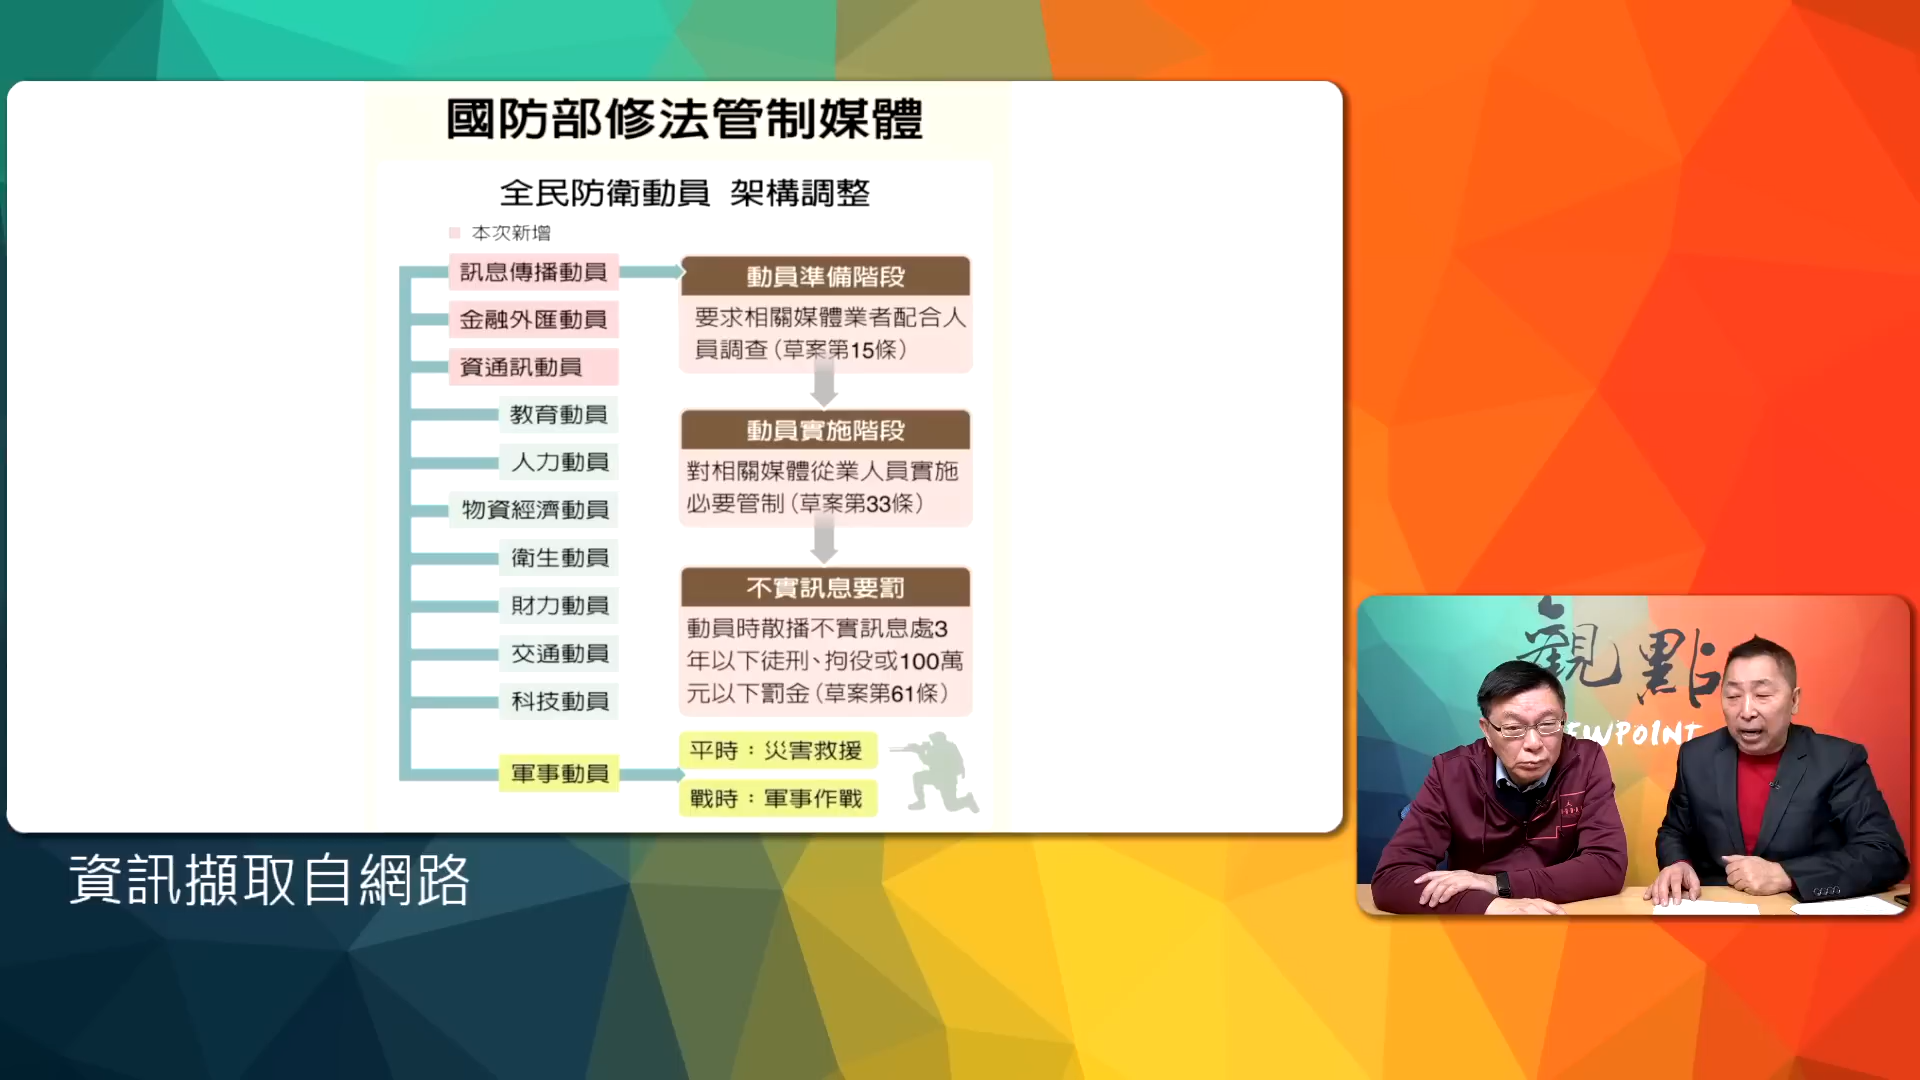 國防部修法管制媒體
全民防衛動員 架構調整
本次新增
訊息傳播動員
金融外匯動員
資通訊動員
教育動員
人力動員
物資經濟動員
衛生動員
財力動員
交通動員
科技動員
軍事動員
動員準備階段
要求相關媒體業者配合人
員調查(草案第15條)
動員實施階段
對相關媒體從業人員實施
必要管制(草案第33條)
不實訊息要罰
動員時散播不實訊息處3
年以下徒刑、拘役或100萬
元以下罰金(草案第61條)
平時:災害救援
戰時:軍事作戰
資訊擷取自網路
觀點
EWPOINT